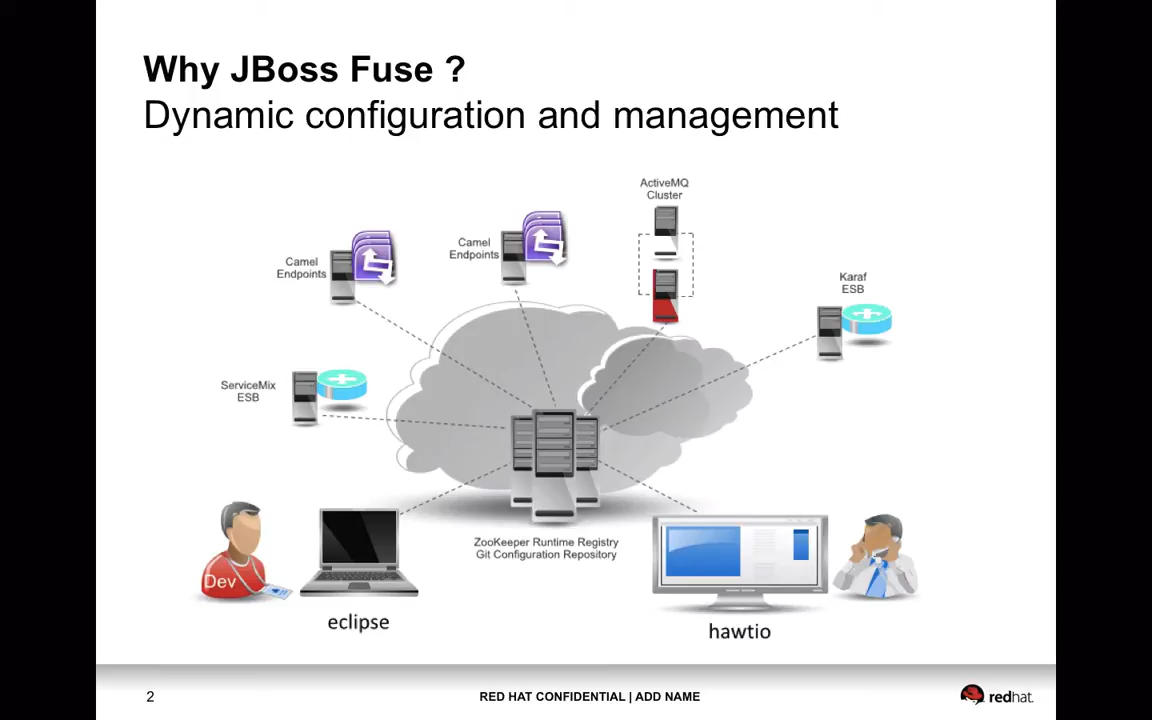 Why JBoss Fuse ?
Dynamic configuration and management
ActiveMQ
Cluster
Camel
Endpoints
Camel
Endpoints
Karaf
ESB
ServiceMix
ESB
ZooKeeper Runtime Registry
Git Configuration Repository
Dev
eclipse
hawtio
2
RED HAT CONFIDENTIAL | ADD NAME
redhat.